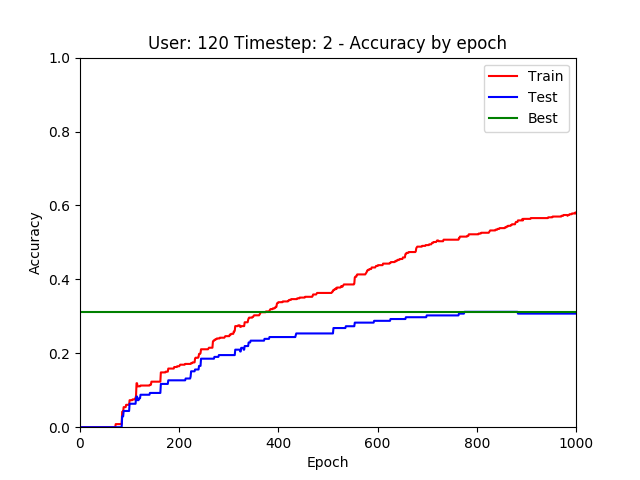 User: 120 Timestep: 2 - Accuracy by epoch
Train
Test
Best
Accuracy
1.0
0.8
0.6
0.4
0.2
0.0
0 200 400 600 800 1000
Epoch